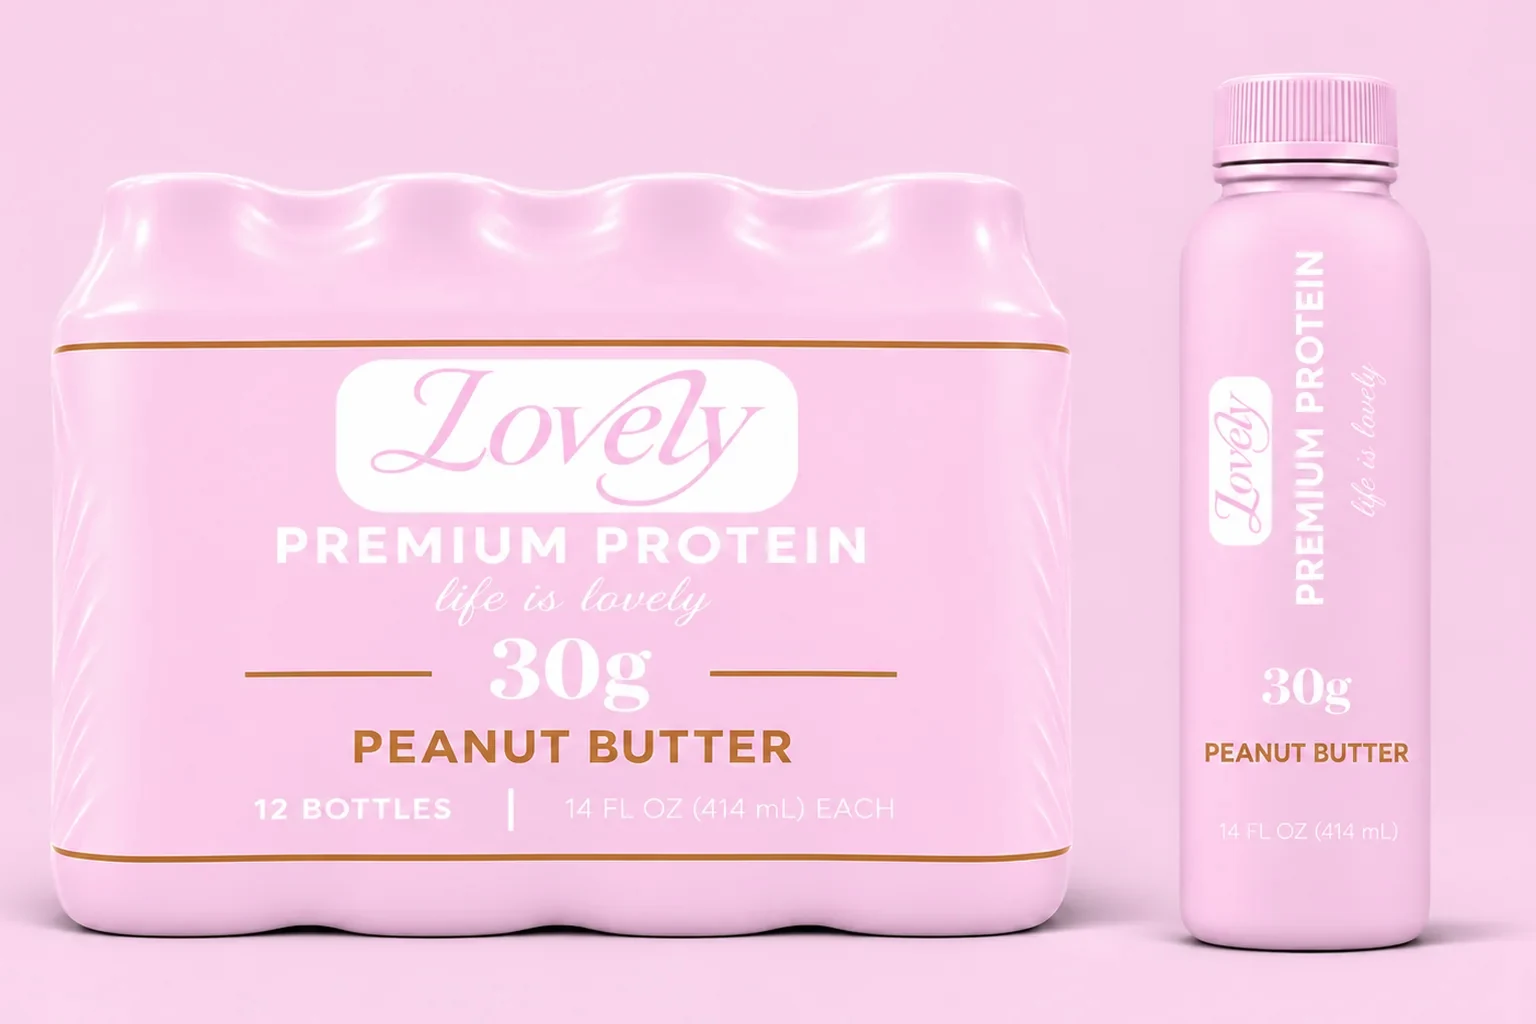 Lovely
PREMIUM PROTEIN
life is lovely
30g
PEANUT BUTTER
12 BOTTLES | 14 FL OZ (414 mL) EACH
Lovely
PREMIUM PROTEIN
life is lovely
30g
PEANUT BUTTER
14 FL OZ (414 mL)